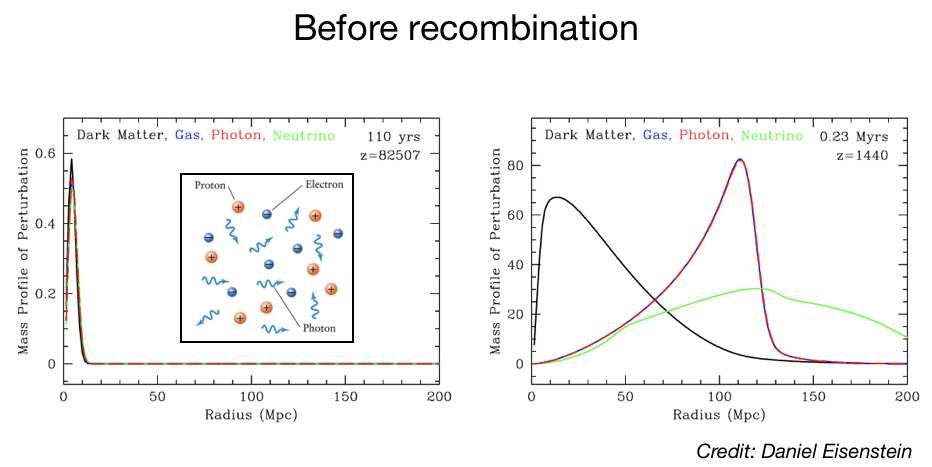 Before recombination
Dark Matter, Gas, Photon, Neutrino
110 yrs
z=82507
Mass Profile of Perturbation
0.6
0.4
0.2
0
0
50
100
150
200
Radius (Mpc)
Proton
Electron
Photon
Dark Matter, Gas, Photon, Neutrino
0.23 Myrs
z=1440
Mass Profile of Perturbation
80
60
40
20
0
0
50
100
150
200
Radius (Mpc)
Credit: Daniel Eisenstein